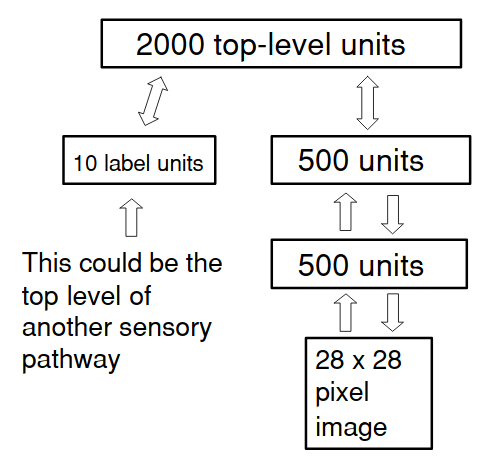 2000 top-level units
10 label units
500 units
500 units
This could be the
top level of
another sensory
pathway
28 x 28
pixel
image